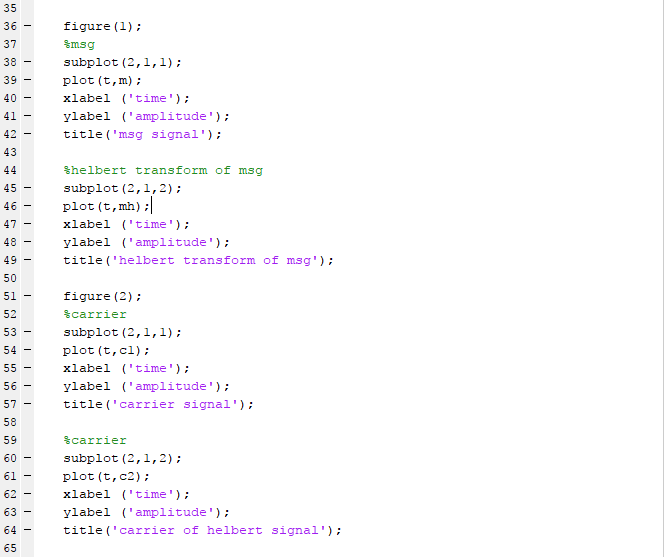 35
36 – figure(1);
37 %msg
38 – subplot(2,1,1);
39 – plot(t,m);
40 – xlabel ('time');
41 – ylabel ('amplitude');
42 – title('msg signal');
43
44 %helbert transform of msg
45 – subplot(2,1,2);
46 – plot(t,mh);
47 – xlabel ('time');
48 – ylabel ('amplitude');
49 – title('helbert transform of msg');
50
51 – figure(2);
52 %carrier
53 – subplot(2,1,1);
54 – plot(t,c1);
55 – xlabel ('time');
56 – ylabel ('amplitude');
57 – title('carrier signal');
58
59 %carrier
60 – subplot(2,1,2);
61 – plot(t,c2);
62 – xlabel ('time');
63 – ylabel ('amplitude');
64 – title('carrier of helbert signal');
65